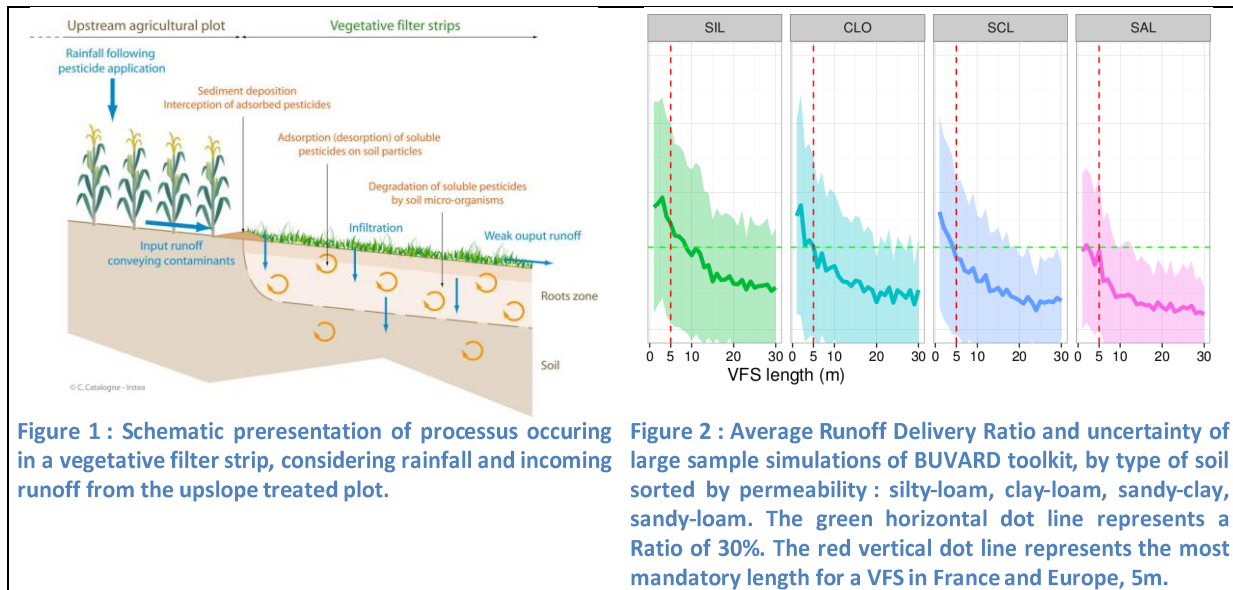 Upstream agricultural plot
Vegetative filter strips
Rainfall following
pesticide application
Sediment deposition
Interception of adsorbed pesticides
Adsorption (desorption) of soluble
pesticides on soil particles
Degradation of soluble pesticides
by soil micro-organisms
Input runoff
conveying contaminants
Infiltration
Weak ouput runoff
Roots zone
Soil
© C. Catalogne - Irstea
Figure 1 : Schematic preresentation of processus occuring
in a vegetative filter strip, considering rainfall and incoming
runoff from the upslope treated plot.
SIL CLO SCL SAL
0 5 10 20 30 0 5 10 20 30 0 5 10 20 30 0 5 10 20 30
VFS length (m)
Figure 2 : Average Runoff Delivery Ratio and uncertainty of
large sample simulations of BUVARD toolkit, by type of soil
sorted by permeability : silty-loam, clay-loam, sandy-clay,
sandy-loam. The green horizontal dot line represents a
Ratio of 30%. The red vertical dot line represents the most
mandatory length for a VFS in France and Europe, 5m.